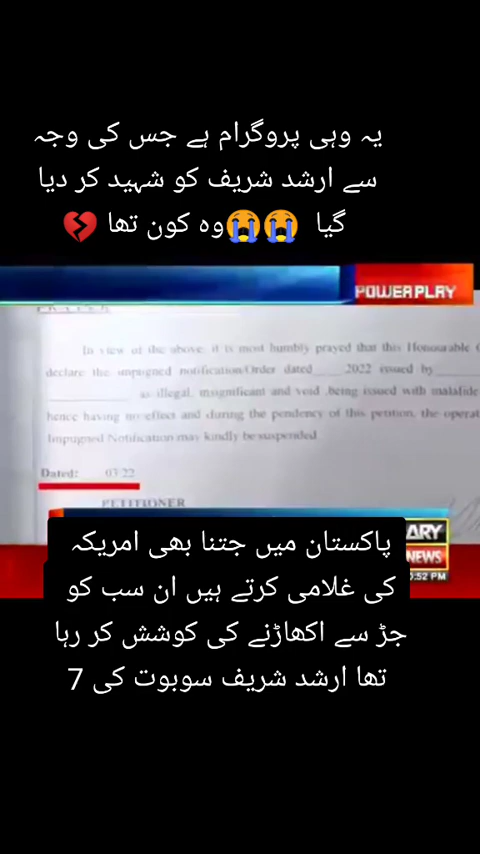 یہ وہی پروگرام ہے جس کی وجہ
سے ارشد شریف کو شہید کر دیا
گیا 😭😭وہ کون تھا 💔
POWERPLAY
In view of the above, it is most humbly prayed that this Honourable
declare the impugned notification/Order dated____2022 issued by
as illegal, insignificant and void ,being issued with malafide
hence having no effect and during the pendency of this petition, the operat
Impugned Notification may kindly be suspended
Dated: 03 22
PETITIONER
ARY
NEWS
0:52 PM
پاکستان میں جتنا بھی امریکہ
کی غلامی کرتے ہیں ان سب کو
جڑ سے اکھاڑنے کی کوشش کر رہا
تھا ارشد شریف سوبوت کی 7